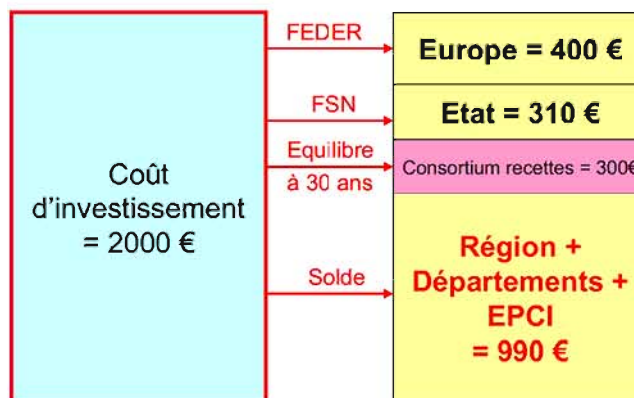 Coût
d'investissement
= 2000 €
FEDER
FSN
Equilibre
à 30 ans
Solde
Europe = 400 €
Etat = 310 €
Consortium recettes = 300€
Région +
Départements +
EPCI
= 990 €